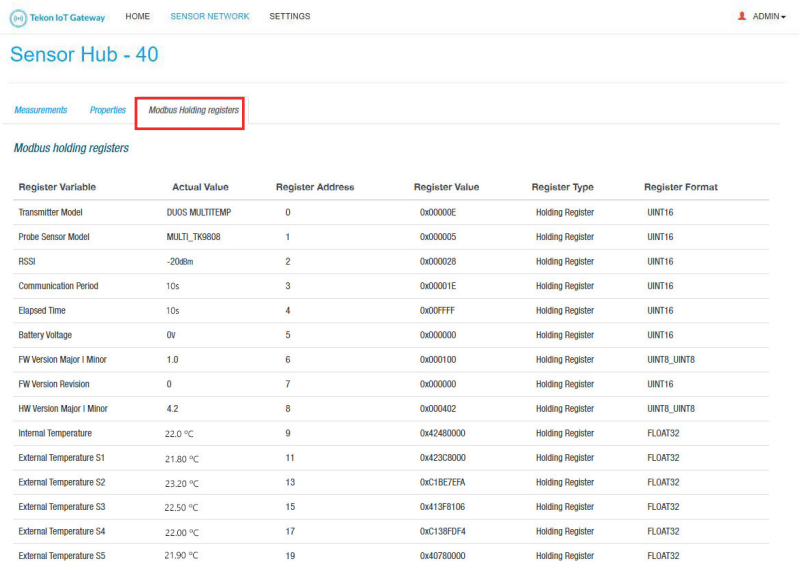 Tekon IoT Gateway HOME SENSOR NETWORK SETTINGS ADMIN
Sensor Hub - 40
Measurements Properties Modbus Holding registers
Modbus holding registers
Register Variable Actual Value Register Address Register Value Register Type Register Format
Transmitter Model DUOS MULTITEMP 0 0x00000E Holding Register UINT16
Probe Sensor Model MULTI_TK9808 1 0x000005 Holding Register UINT16
RSSI -20dBm 2 0x000028 Holding Register UINT16
Communication Period 10s 3 0x00001E Holding Register UINT16
Elapsed Time 10s 4 0x00FFFF Holding Register UINT16
Battery Voltage 0V 5 0x000000 Holding Register UINT16
FW Version Major | Minor 1.0 6 0x000100 Holding Register UINT8_UINT8
FW Version Revision 0 7 0x000000 Holding Register UINT16
HW Version Major | Minor 4.2 8 0x000402 Holding Register UINT8_UINT8
Internal Temperature 22.0 ºC 9 0x42480000 Holding Register FLOAT32
External Temperature S1 21.80 ºC 11 0x423C8000 Holding Register FLOAT32
External Temperature S2 23.20 ºC 13 0xC1BE7EFA Holding Register FLOAT32
External Temperature S3 22.50 ºC 15 0x413F8106 Holding Register FLOAT32
External Temperature S4 22.00 ºC 17 0xC138FDF4 Holding Register FLOAT32
External Temperature S5 21.90 ºC 19 0x40780000 Holding Register FLOAT32